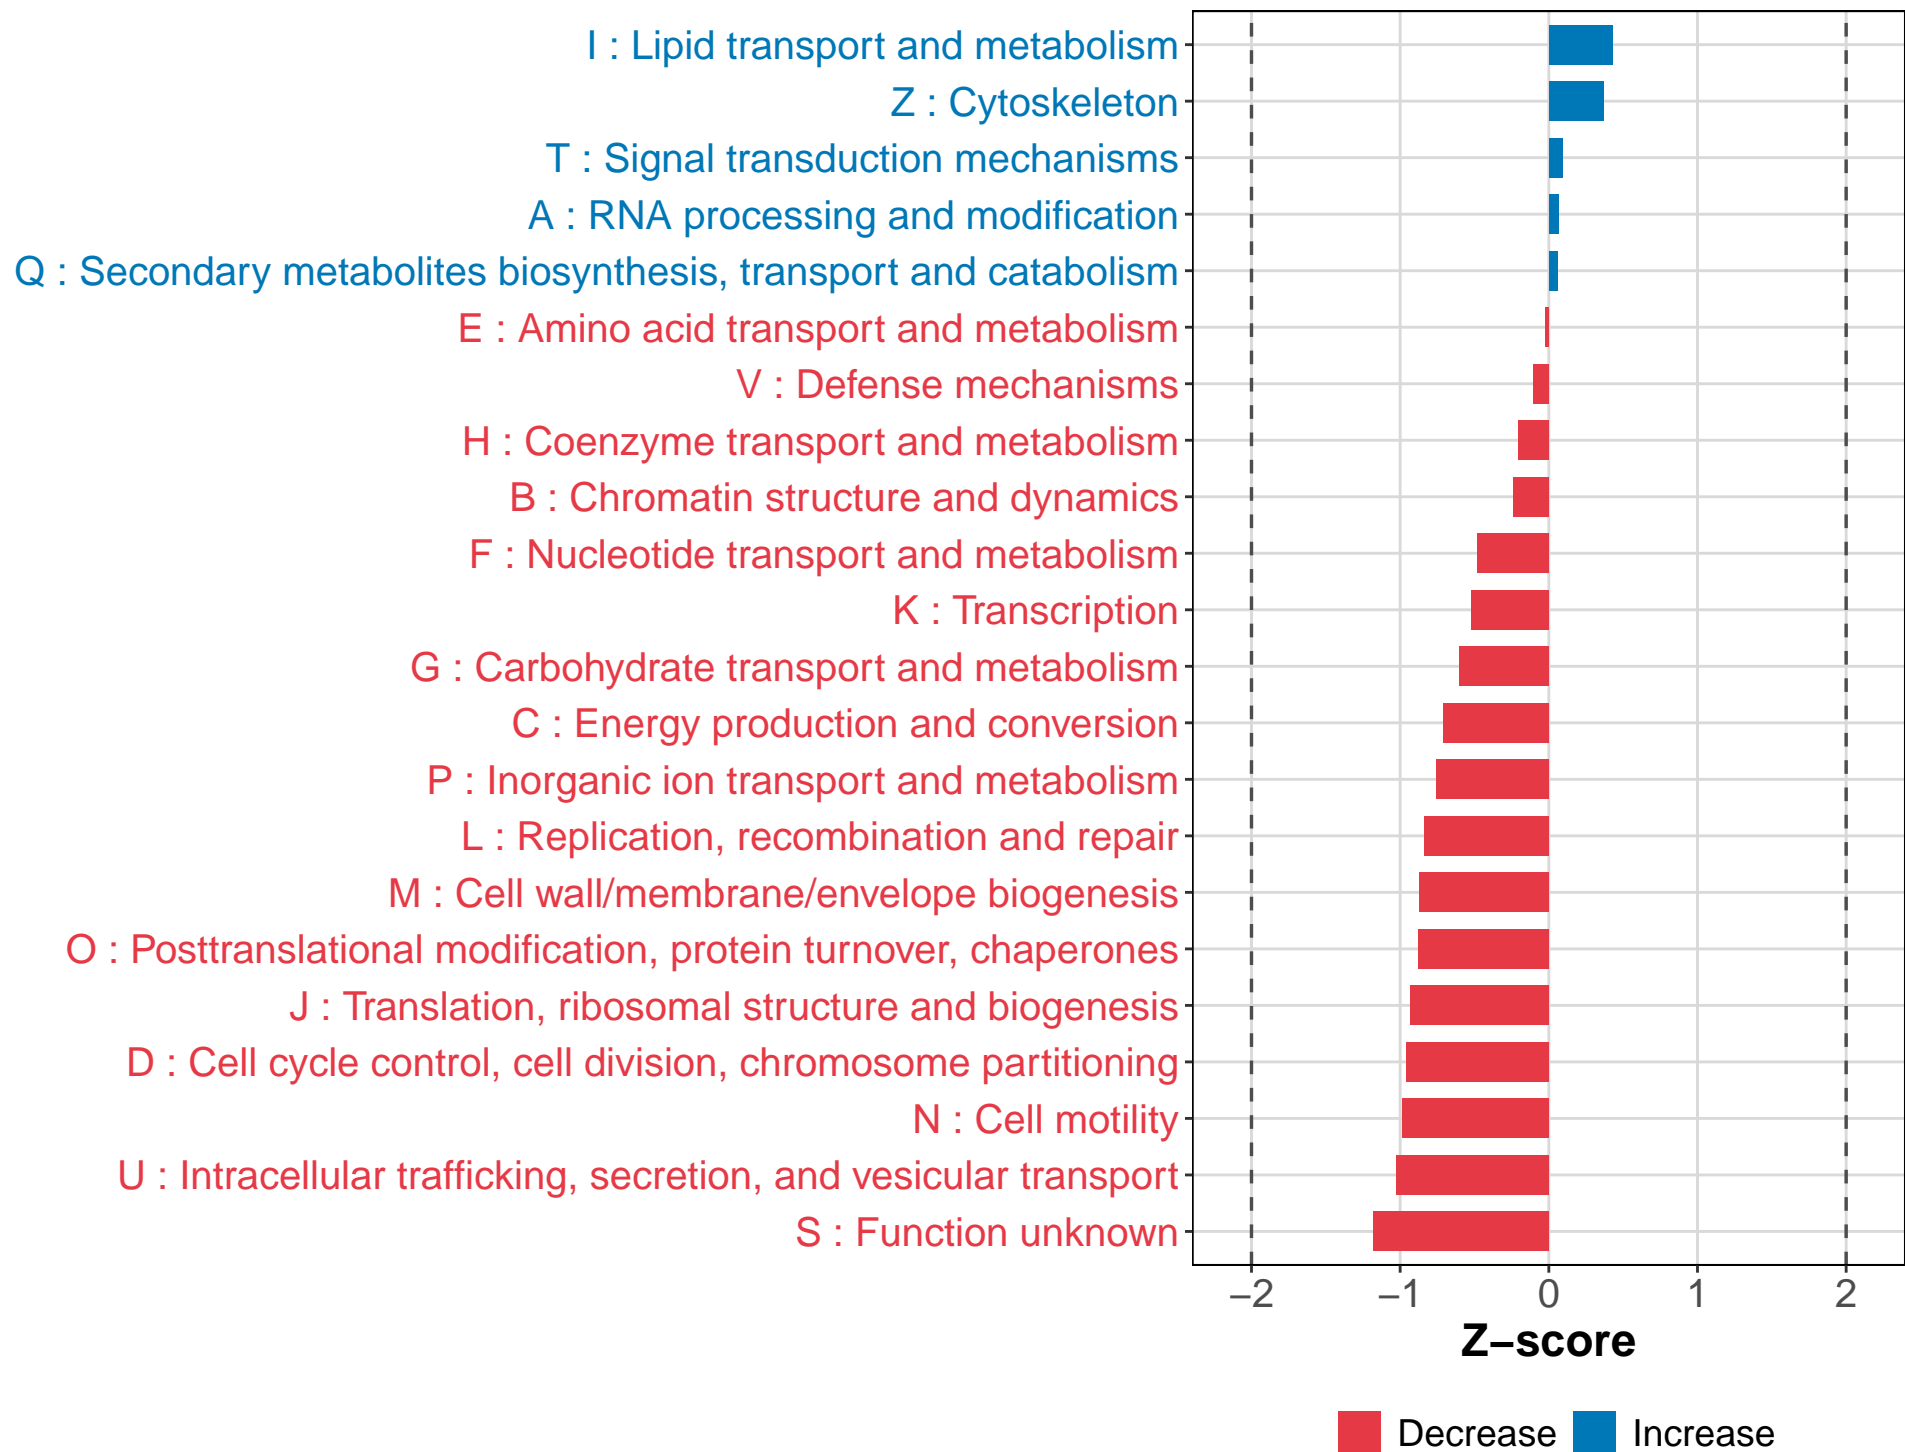 I : Lipid transport and metabolism
Z : Cytoskeleton
T : Signal transduction mechanisms
A : RNA processing and modification
Q : Secondary metabolites biosynthesis, transport and catabolism
E : Amino acid transport and metabolism
V : Defense mechanisms
H : Coenzyme transport and metabolism
B : Chromatin structure and dynamics
F : Nucleotide transport and metabolism
K : Transcription
G : Carbohydrate transport and metabolism
C : Energy production and conversion
P : Inorganic ion transport and metabolism
L : Replication, recombination and repair
M : Cell wall/membrane/envelope biogenesis
O : Posttranslational modification, protein turnover, chaperones
J : Translation, ribosomal structure and biogenesis
D : Cell cycle control, cell division, chromosome partitioning
N : Cell motility
U : Intracellular trafficking, secretion, and vesicular transport
S : Function unknown
−2 −1 0 1 2
Z−score
Decrease Increase